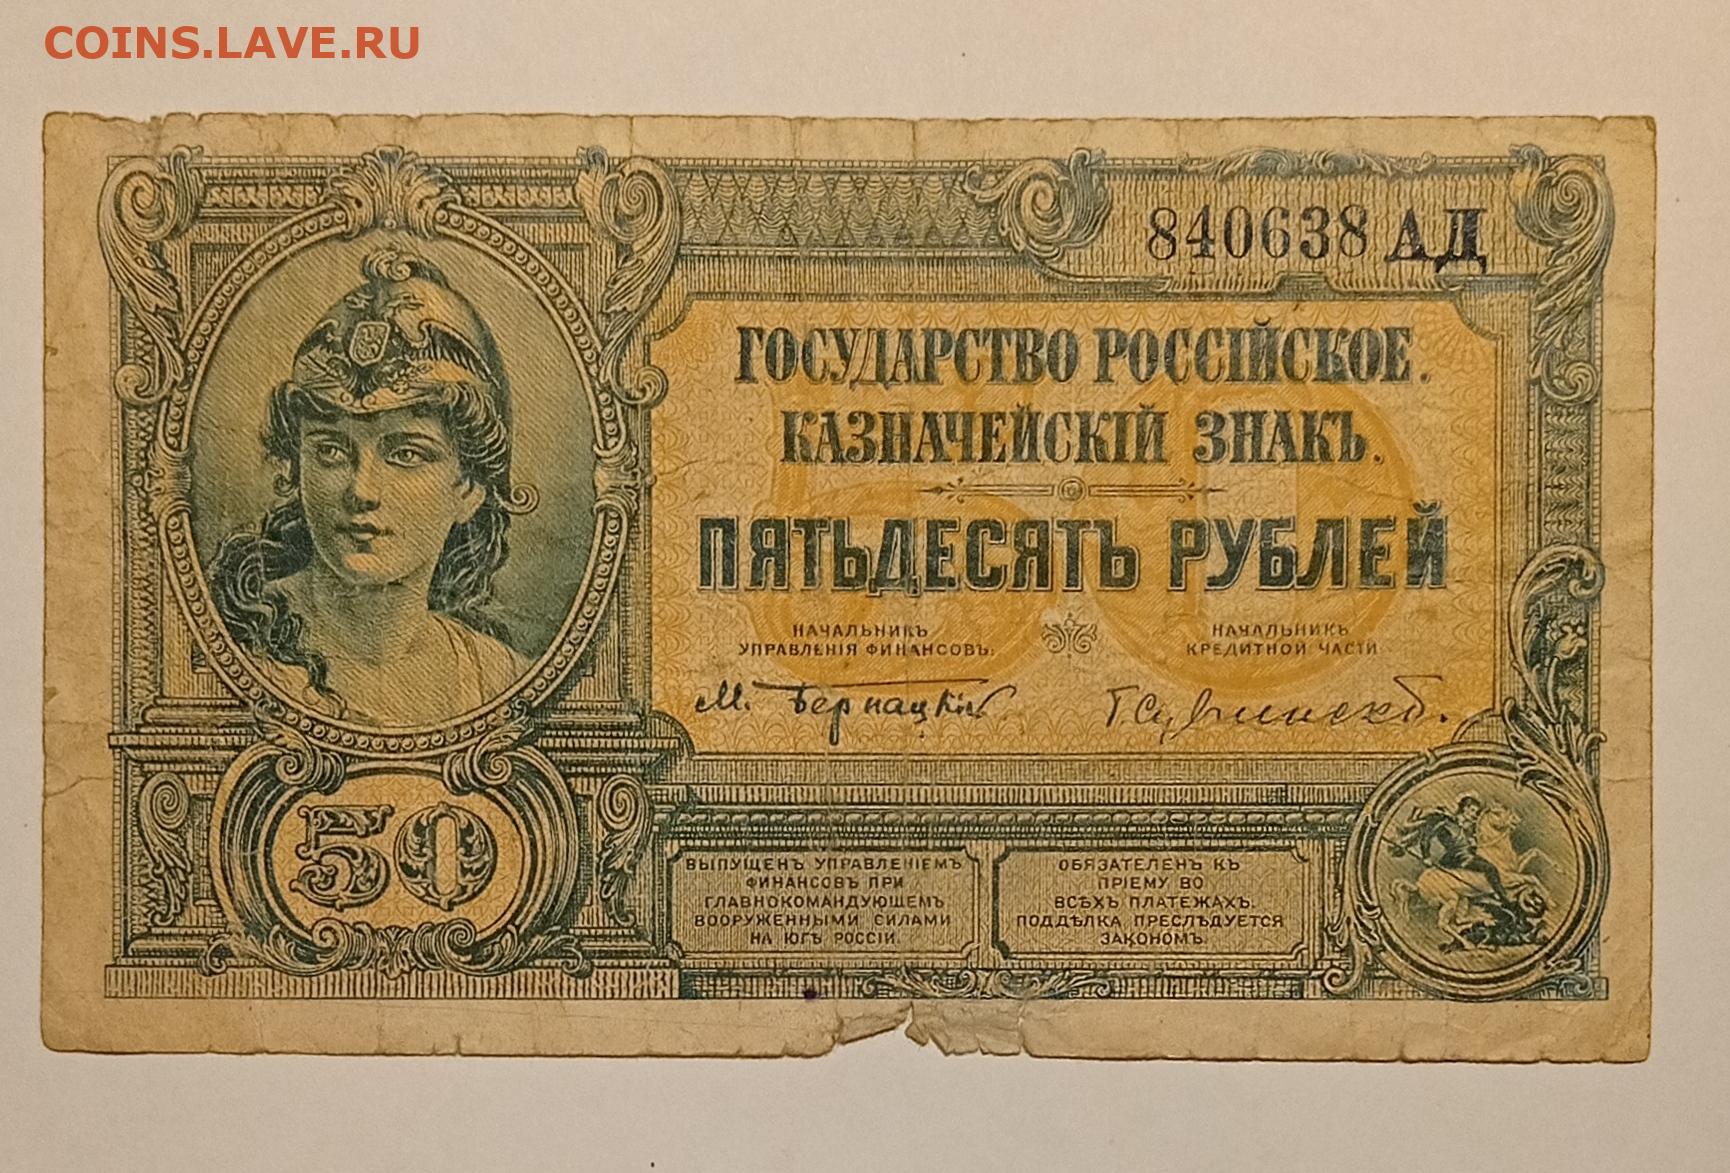 COINS.LAVE.RU
840638 АД
ГОСУДАРСТВО РОССІЙСКОЕ.
КАЗНАЧЕЙСКІЙ ЗНАКЪ.
ПЯТЬДЕСЯТЬ РУБЛЕЙ
НАЧАЛЬНИКЪ
УПРАВЛЕНІЯ ФИНАНСОВЪ.
НАЧАЛЬНИКЪ
КРЕДИТНОЙ ЧАСТИ
М. Бернацкій
50
ВЫПУЩЕНЪ УПРАВЛЕНІЕМЪ
ФИНАНСОВЪ ПРИ
ГЛАВНОКОМАНДУЮЩЕМЪ
ВООРУЖЕННЫМИ СИЛАМИ
НА ЮГѢ РОССІИ.
ОБЯЗАТЕЛЕНЪ КЪ
ПРІЕМУ ВО
ВСѢХЪ ПЛАТЕЖАХЪ.
ПОДДѢЛКА ПРЕСЛѢДУЕТСЯ
ЗАКОНОМЪ.